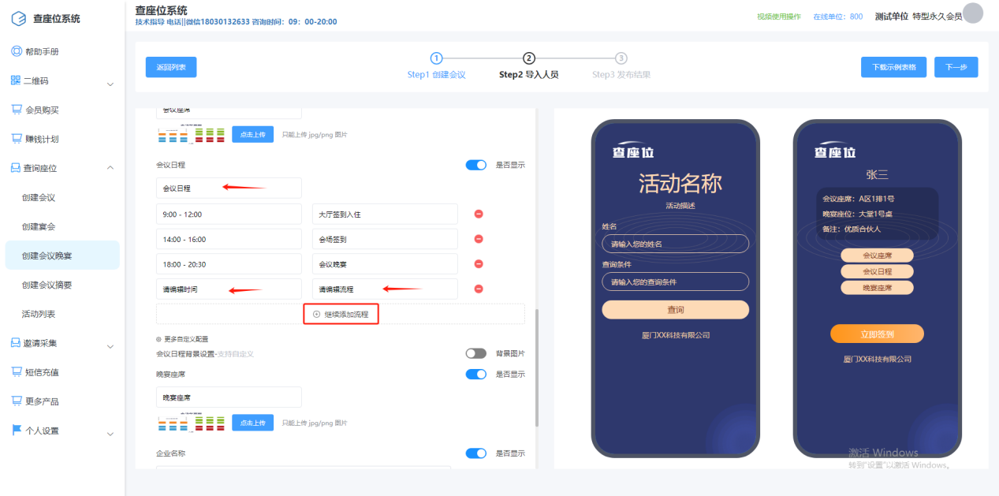 查座位系统
帮助手册
二维码
会员购买
赚钱计划
查询座位
创建会议
创建宴会
创建会议晚宴
创建会议摘要
活动列表
邀请采集
短信充值
更多产品
个人设置
查座位系统
技术指导 电话||微信18030132633 咨询时间：09：00-20:00
视频使用操作 在线单位：800 测试单位 特型永久会员
返回列表
1 2 3
Step1 创建会议 Step2 导入人员 Step3 发布结果
下载示例表格 下一步
会议座席
点击上传 只能上传 jpg/png 图片
会议日程 是否显示
会议日程
9:00 - 12:00 大厅签到入住
14:00 - 16:00 会场签到
18:00 - 20:30 会议晚宴
请编辑时间 请编辑流程
继续添加流程
更多自定义配置
会议日程背景设置-支持自定义 背景图片
晚宴座席 是否显示
晚宴座席
点击上传 只能上传 jpg/png 图片
企业名称 是否显示
查座位
活动名称
活动描述
姓名
请输入您的姓名
查询条件
请输入您的查询条件
查询
厦门XX科技有限公司
查座位
张三
会议座席：A区1排1号
晚宴座位：大堂1号桌
备注：优质合伙人
会议座席
会议日程
晚宴座席
立即签到
厦门XX科技有限公司
激活 Windows
转到"设置"以激活 Windows。